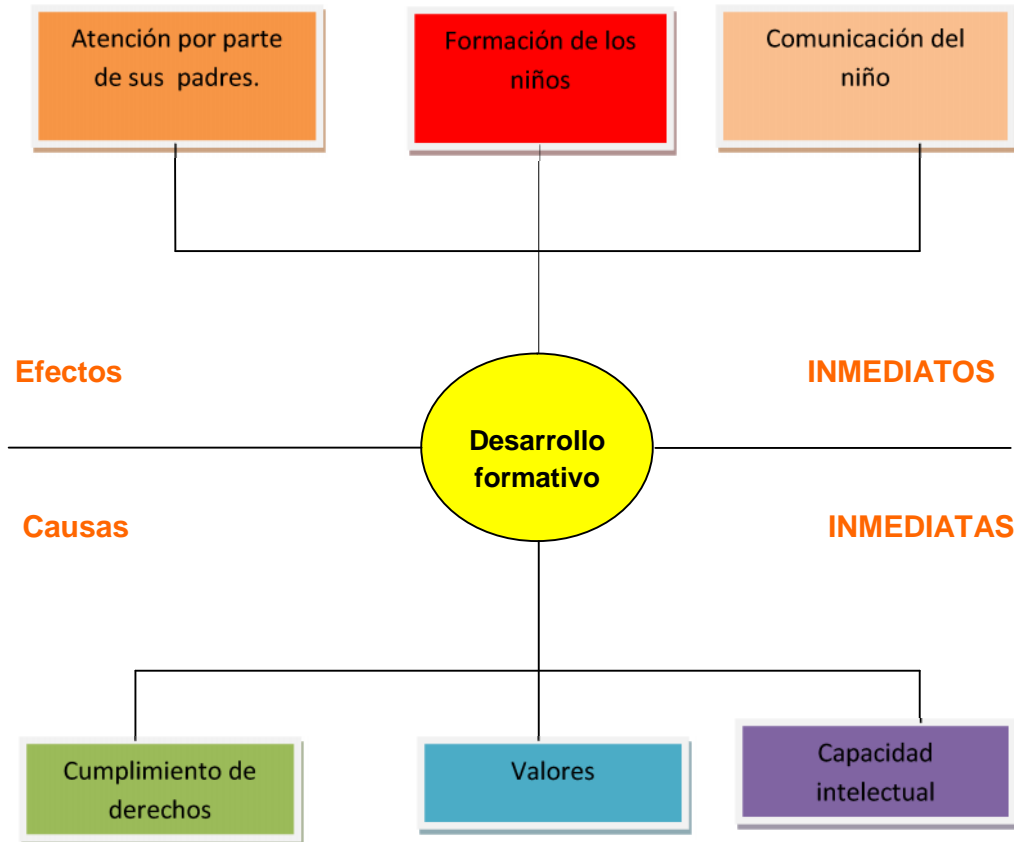 Atención por parte
de sus padres.
Formación de los
niños
Comunicación del
niño
Efectos
INMEDIATOS
Desarrollo
formativo
Causas
INMEDIATAS
Cumplimiento de
derechos
Valores
Capacidad
intelectual